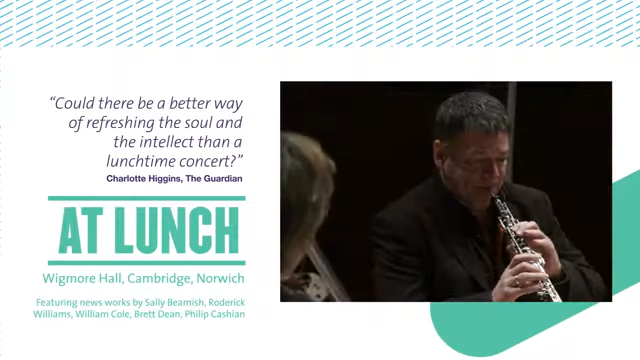 “Could there be a better way
of refreshing the soul and
the intellect than a
lunchtime concert?”
Charlotte Higgins, The Guardian
AT LUNCH
Wigmore Hall, Cambridge, Norwich
Featuring news works by Sally Beamish, Roderick
Williams, William Cole, Brett Dean, Philip Cashian